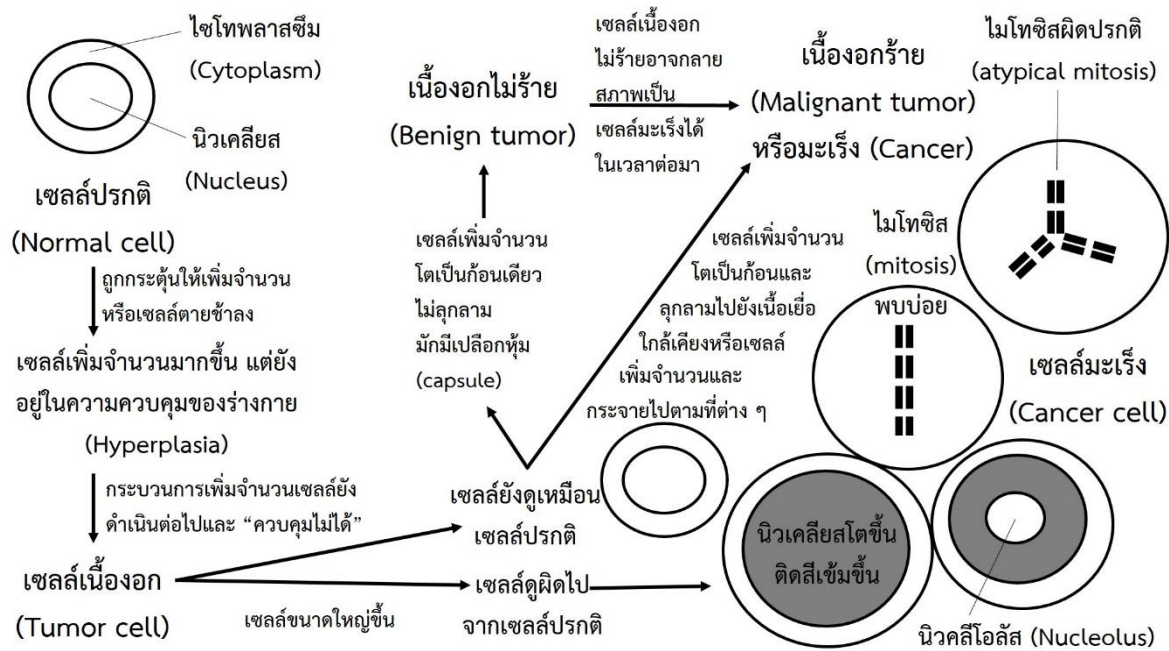 ไซโทพลาสซึม
(Cytoplasm)
นิวเคลียส
(Nucleus)
เซลล์ปรกติ
(Normal cell)
ถูกกระตุ้นให้เพิ่มจำนวน
หรือเซลล์ตายช้าลง
เซลล์เพิ่มจำนวนมากขึ้น แต่ยัง
อยู่ในความควบคุมของร่างกาย
(Hyperplasia)
กระบวนการเพิ่มจำนวนเซลล์ยัง
ดำเนินต่อไปและ “ควบคุมไม่ได้”
เซลล์เนื้องอก
(Tumor cell)
เซลล์ขนาดใหญ่ขึ้น
เซลล์ยังดูเหมือน
เซลล์ปรกติ
เซลล์ดูผิดไป
จากเซลล์ปรกติ
เซลล์เพิ่มจำนวน
โตเป็นก้อนเดียว
ไม่ลุกลาม
มักมีเปลือกหุ้ม
(capsule)
เนื้องอกไม่ร้าย
(Benign tumor)
เซลล์เนื้องอก
ไม่ร้ายอาจกลาย
สภาพเป็น
เซลล์มะเร็งได้
ในเวลาต่อมา
เนื้องอกร้าย
(Malignant tumor)
หรือมะเร็ง (Cancer)
เซลล์เพิ่มจำนวน
โตเป็นก้อนและ
ลุกลามไปยังเนื้อเยื่อ
ใกล้เคียงหรือเซลล์
เพิ่มจำนวนและ
กระจายไปตามที่ต่าง ๆ
ไมโทซิสผิดปรกติ
(atypical mitosis)
ไมโทซิส
(mitosis)
พบบ่อย
เซลล์มะเร็ง
(Cancer cell)
นิวเคลียสโตขึ้น
ติดสีเข้มขึ้น
นิวคลีโอลัส (Nucleolus)